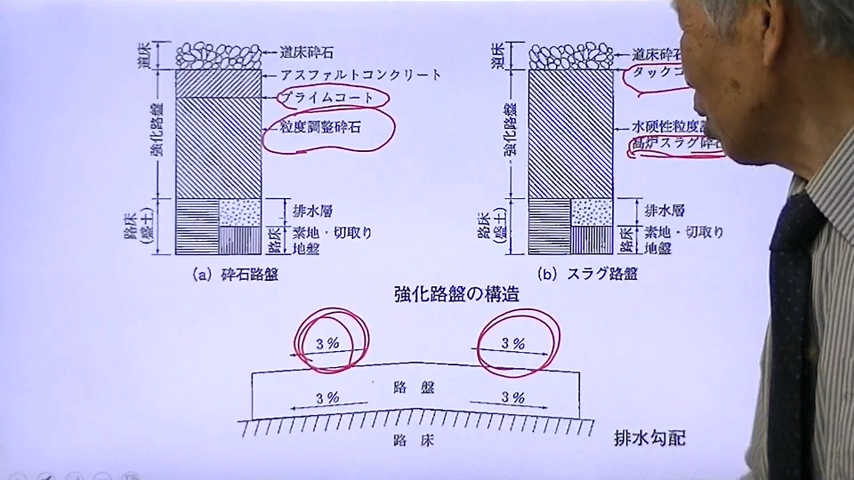 道床
道床砕石
アスファルトコンクリート
プライムコート
強化路盤
粒度調整砕石
路床
(盛土)
排水層
路床
素地・切取り
地盤
(a) 砕石路盤
道床
道床砕石
タックコ
強化路盤
水硬性粒度
高炉スラグ砕石
路床
(盛土)
排水層
路床
素地・切取り
地盤
(b) スラグ路盤
強化路盤の構造
3%
3%
路 盤
3%
3%
路 床
排水勾配